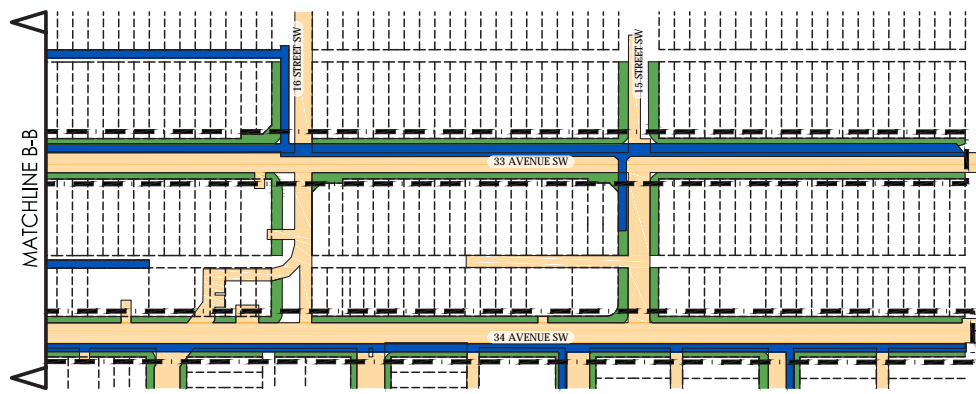 16 STREET SW
15 STREET SW
MATCHLINE B-B
33 AVENUE SW
34 AVENUE SW